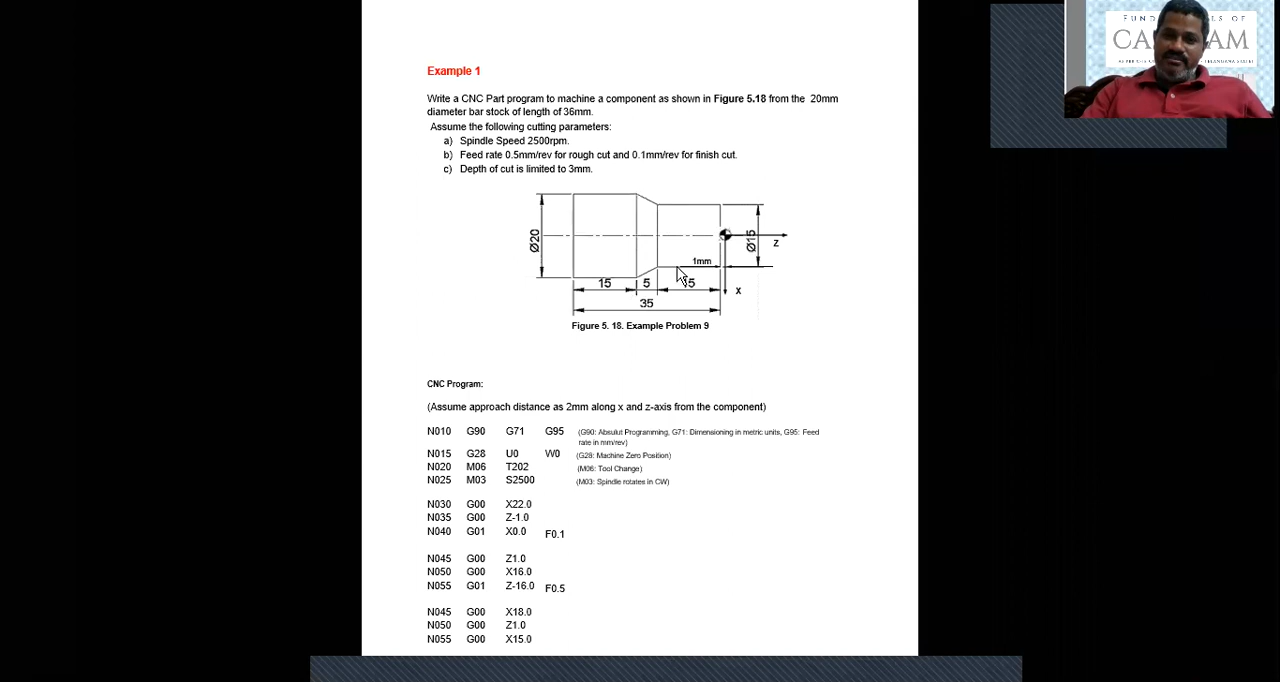 Example 1
Write a CNC Part program to machine a component as shown in Figure 5.18 from the 20mm
diameter bar stock of length of 36mm.
Assume the following cutting parameters:
a) Spindle Speed 2500rpm.
b) Feed rate 0.5mm/rev for rough cut and 0.1mm/rev for finish cut.
c) Depth of cut is limited to 3mm.
Ø20
Ø15
Z
1mm
15 5
X
35
Figure 5. 18. Example Problem 9
CNC Program:
(Assume approach distance as 2mm along x and z-axis from the component)
N010 G90 G71 G95 (G90: Absulut Programming, G71: Dimensioning in metric units, G95: Feed
rate in mm/rev)
N015 G28 U0 W0 (G28: Machine Zero Position)
N020 M06 T202 (M06: Tool Change)
N025 M03 S2500 (M03: Spindle rotates in CW)
N030 G00 X22.0
N035 G00 Z-1.0
N040 G01 X0.0 F0.1
N045 G00 Z1.0
N050 G00 X16.0
N055 G01 Z-16.0 F0.5
N045 G00 X18.0
N050 G00 Z1.0
N055 G00 X15.0